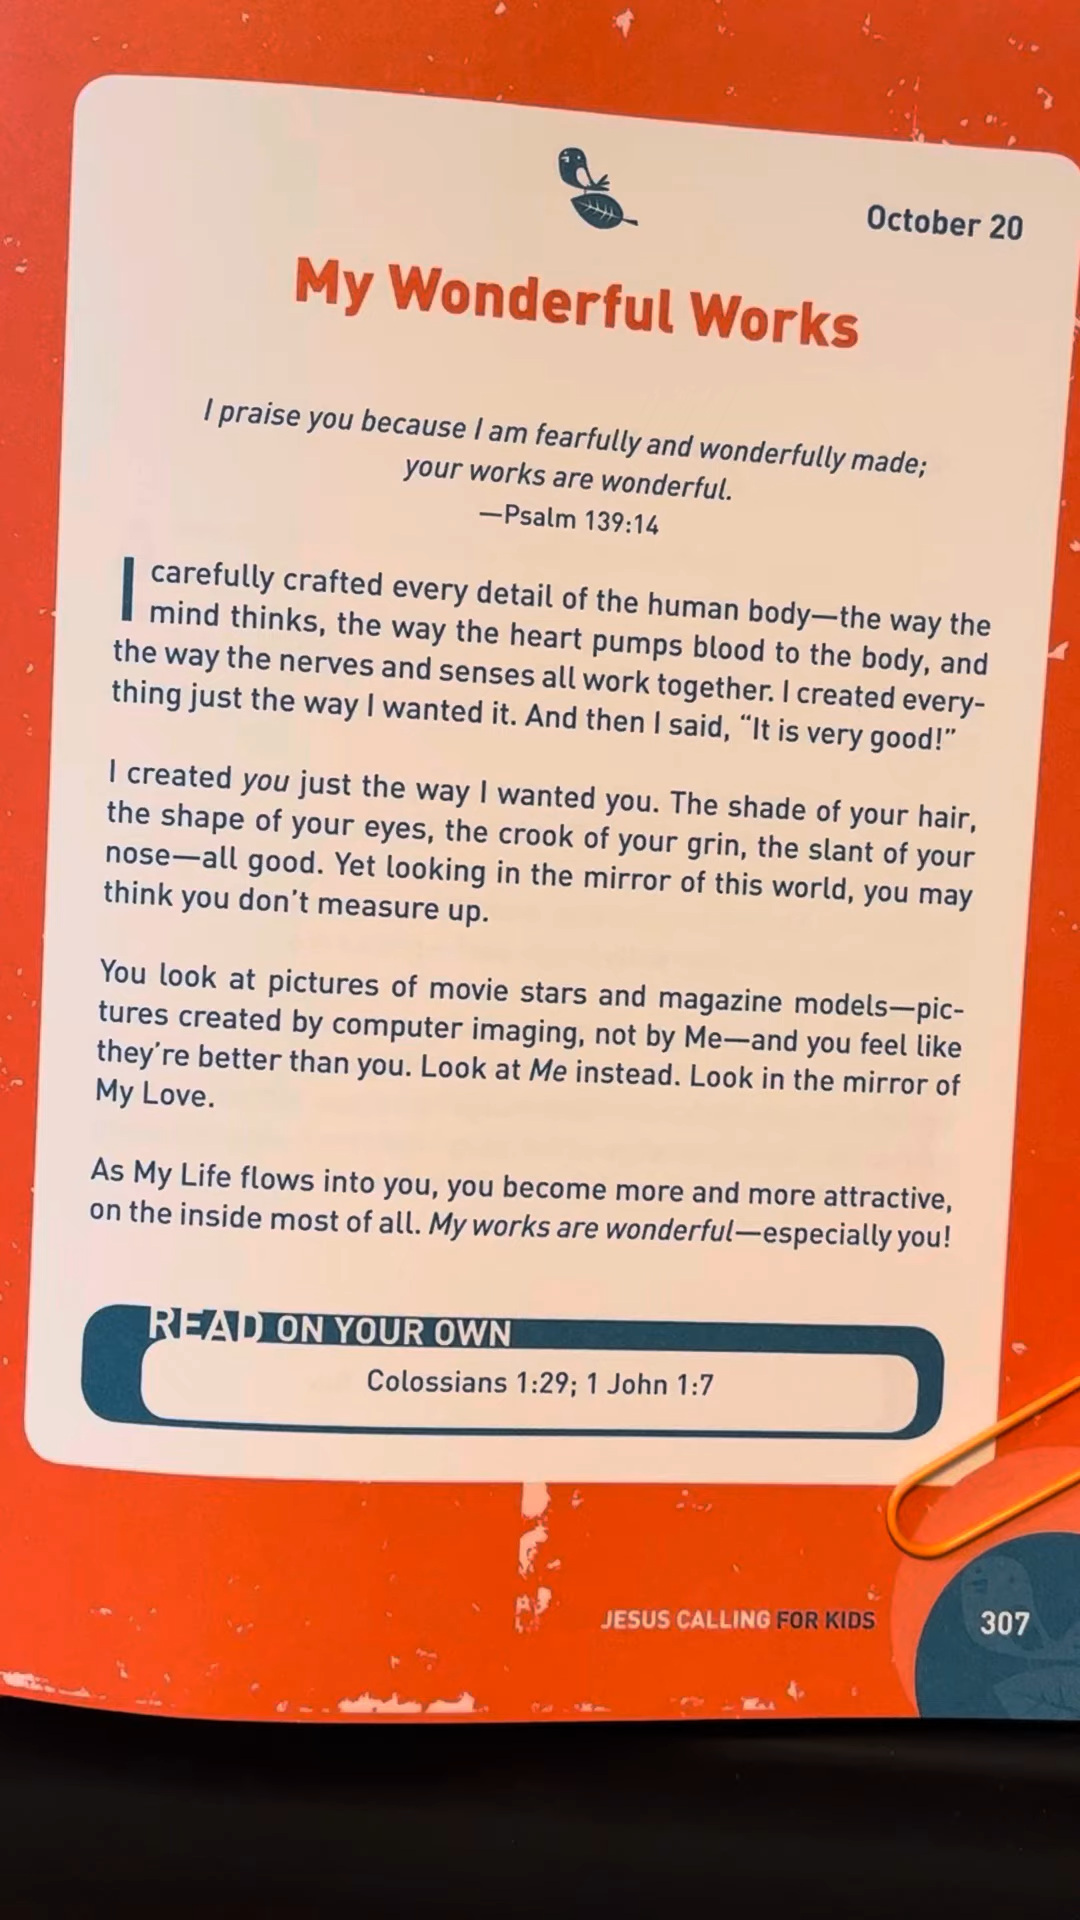 October 20
My Wonderful Works
I praise you because I am fearfully and wonderfully made;
your works are wonderful.
—Psalm 139:14
I carefully crafted every detail of the human body—the way the
mind thinks, the way the heart pumps blood to the body, and
the way the nerves and senses all work together. I created every-
thing just the way I wanted it. And then I said, “It is very good!”
I created you just the way I wanted you. The shade of your hair,
the shape of your eyes, the crook of your grin, the slant of your
nose—all good. Yet looking in the mirror of this world, you may
think you don’t measure up.
You look at pictures of movie stars and magazine models—pic-
tures created by computer imaging, not by Me—and you feel like
they’re better than you. Look at Me instead. Look in the mirror of
My Love.
As My Life flows into you, you become more and more attractive,
on the inside most of all. My works are wonderful—especially you!
READ ON YOUR OWN
Colossians 1:29; 1 John 1:7
JESUS CALLING FOR KIDS 307